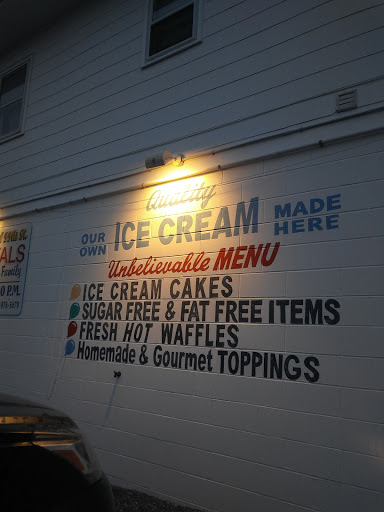 Quality
OUR OWN ICE CREAM MADE HERE
Unbelievable MENU
ICE CREAM CAKES
SUGAR FREE & FAT FREE ITEMS
FRESH HOT WAFFLES
Homemade & Gourmet TOPPINGS
Family
P.M.